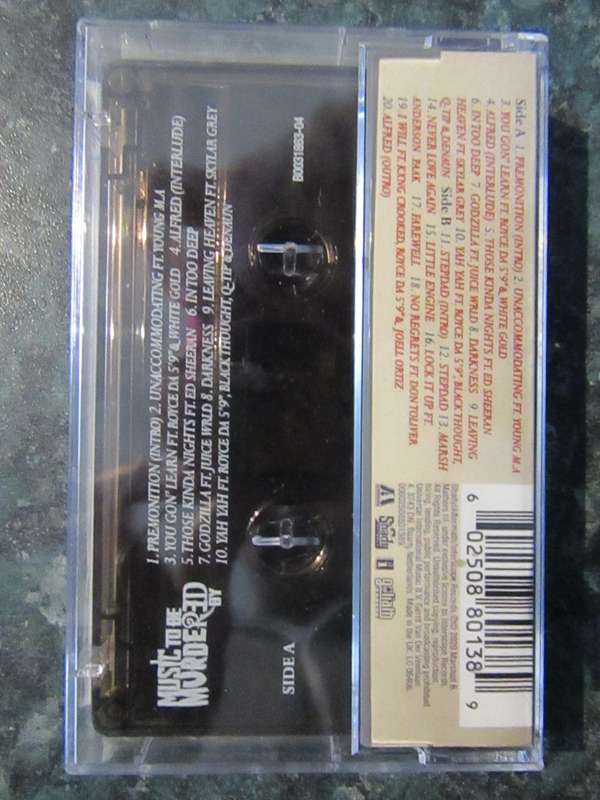 Side A 1. PREMONITION (INTRO) 2. UNACCOMMODATING FT. YOUNG M.A
3. YOU GON' LEARN FT. ROYCE DA 5'9" & WHITE GOLD
4. ALFRED (INTERLUDE) 5. THOSE KINDA NIGHTS FT. ED SHEERAN
6. IN TOO DEEP 7. GODZILLA FT. JUICE WRLD 8. DARKNESS 9. LEAVING
HEAVEN FT. SKYLAR GREY 10. YAH YAH FT. ROYCE DA 5'9", BLACK THOUGHT,
Q-TIP & DENAUN Side B 11. STEPDAD (INTRO) 12. STEPDAD 13. MARSH
14. NEVER LOVE AGAIN 15. LITTLE ENGINE 16. LOCK IT UP FT.
ANDERSON .PAAK 17. FAREWELL 18. NO REGRETS FT. DON TOLIVER
19. I WILL FT. KXNG CROOKED, ROYCE DA 5'9" & JOELL ORTIZ
20. ALFRED (OUTRO)
6 02508 80138 9
B0031863-04
1. PREMONITION (INTRO) 2. UNACCOMMODATING FT. YOUNG M.A
3. YOU GON' LEARN FT. ROYCE DA 5'9" & WHITE GOLD 4. ALFRED (INTERLUDE)
5. THOSE KINDA NIGHTS FT. ED SHEERAN 6. IN TOO DEEP
7. GODZILLA FT. JUICE WRLD 8. DARKNESS 9. LEAVING HEAVEN FT. SKYLAR GREY
10. YAH YAH FT. ROYCE DA 5'9", BLACK THOUGHT, Q-TIP & DENAUN
MUSIC TO BE
MURDERED
BY
SIDE A